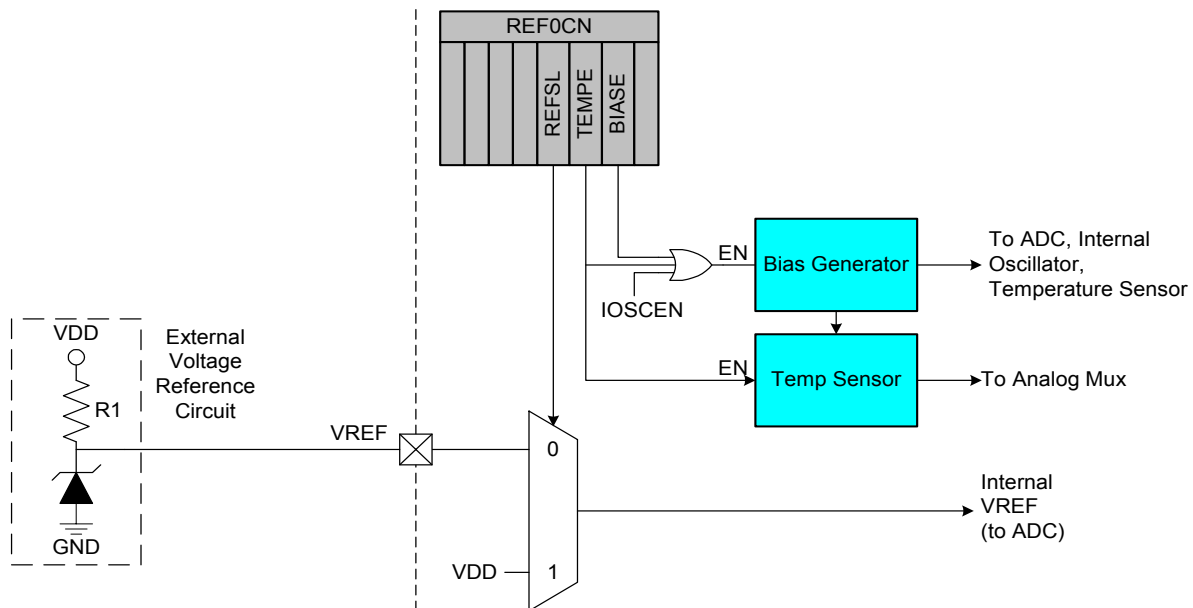 REF0CN
REFSL
TEMPE
BIASE
EN
Bias Generator
To ADC, Internal
Oscillator,
Temperature Sensor
IOSCEN
VDD
R1
GND
External
Voltage
Reference
Circuit
EN
Temp Sensor
To Analog Mux
VREF
0
Internal
VREF
(to ADC)
VDD
1